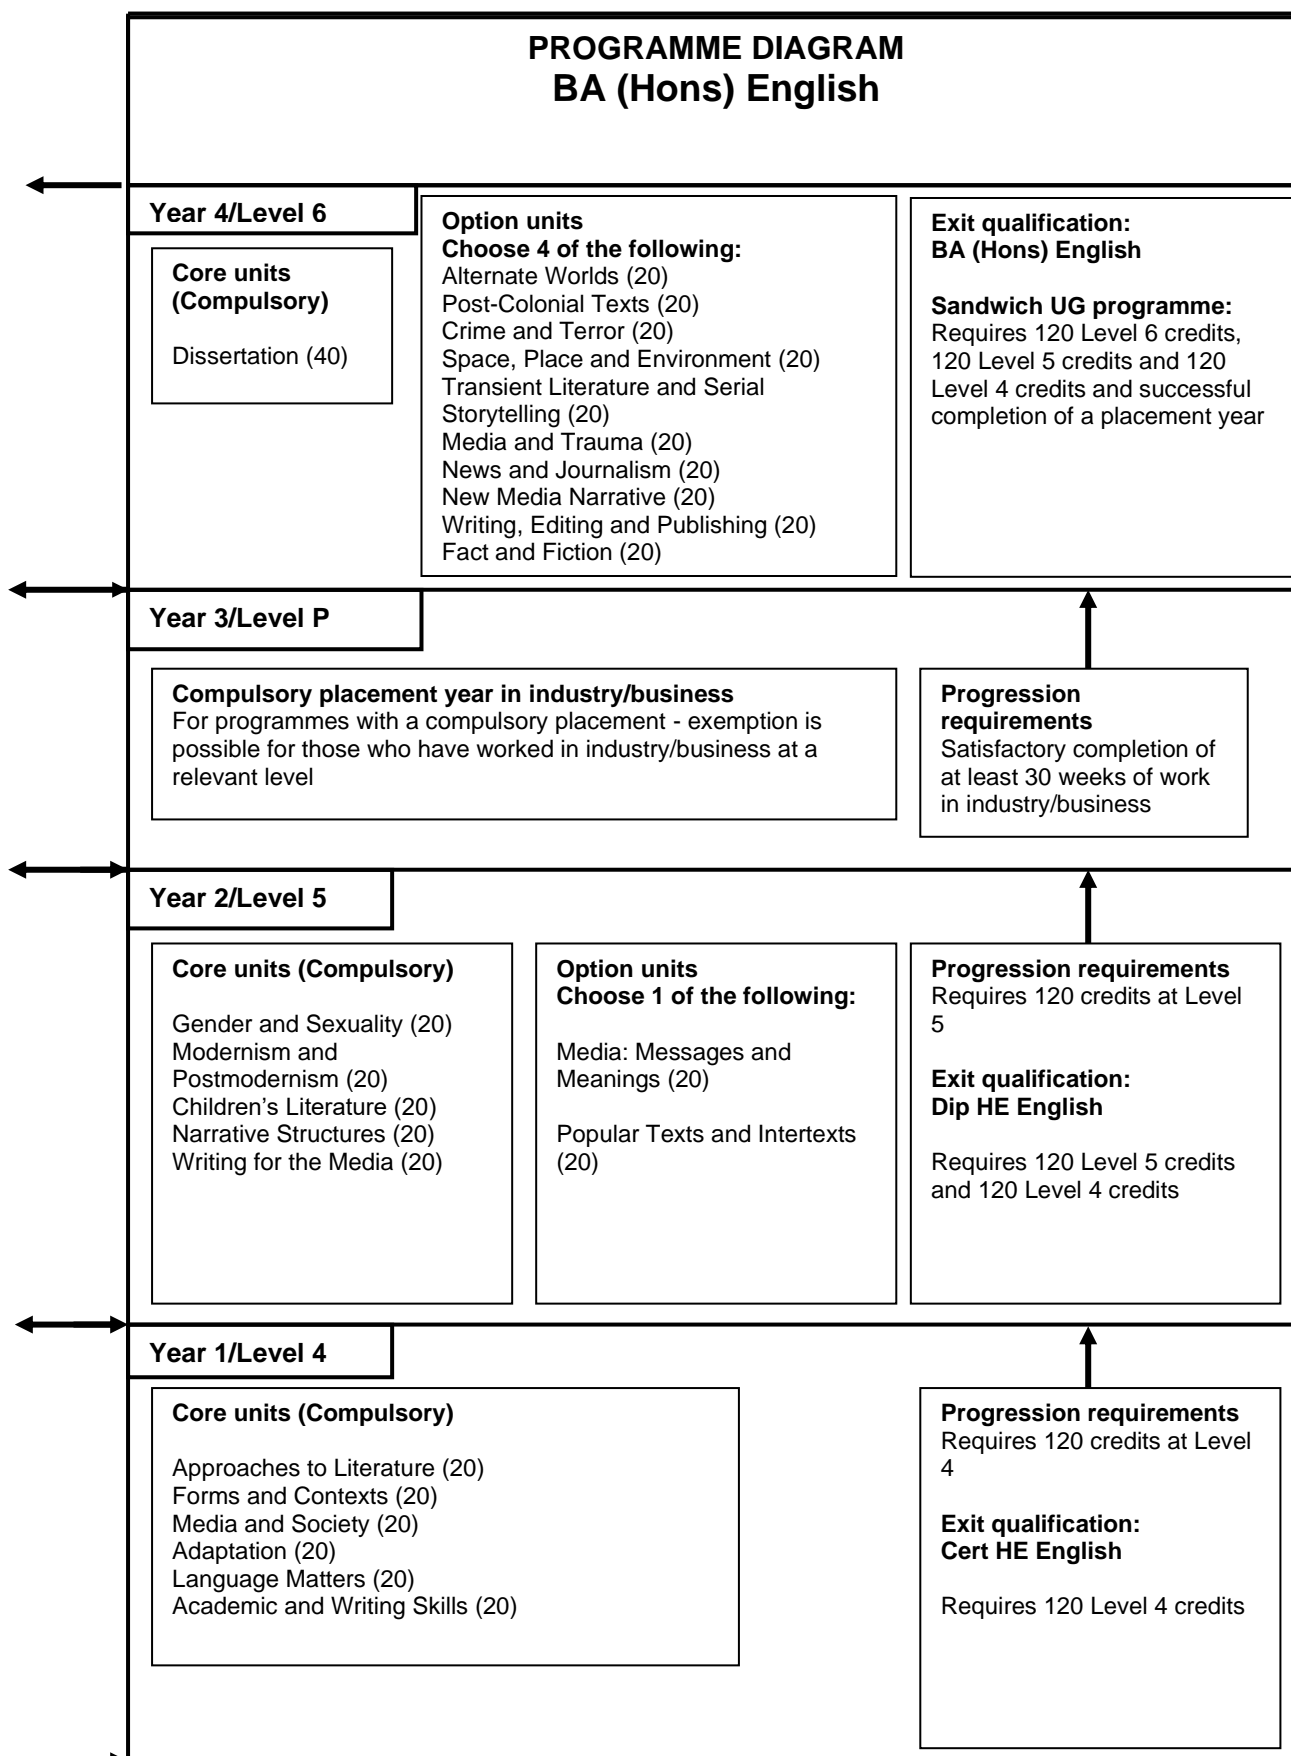 PROGRAMME DIAGRAM
BA (Hons) English
Year 4/Level 6
Core units
(Compulsory)
Dissertation (40)
Option units
Choose 4 of the following:
Alternate Worlds (20)
Post-Colonial Texts (20)
Crime and Terror (20)
Space, Place and Environment (20)
Transient Literature and Serial
Storytelling (20)
Media and Trauma (20)
News and Journalism (20)
New Media Narrative (20)
Writing, Editing and Publishing (20)
Fact and Fiction (20)
Exit qualification:
BA (Hons) English
Sandwich UG programme:
Requires 120 Level 6 credits,
120 Level 5 credits and 120
Level 4 credits and successful
completion of a placement year
Year 3/Level P
Compulsory placement year in industry/business
For programmes with a compulsory placement - exemption is
possible for those who have worked in industry/business at a
relevant level
Progression
requirements
Satisfactory completion of
at least 30 weeks of work
in industry/business
Year 2/Level 5
Core units (Compulsory)
Gender and Sexuality (20)
Modernism and
Postmodernism (20)
Children’s Literature (20)
Narrative Structures (20)
Writing for the Media (20)
Option units
Choose 1 of the following:
Media: Messages and
Meanings (20)
Popular Texts and Intertexts
(20)
Progression requirements
Requires 120 credits at Level
5
Exit qualification:
Dip HE English
Requires 120 Level 5 credits
and 120 Level 4 credits
Year 1/Level 4
Core units (Compulsory)
Approaches to Literature (20)
Forms and Contexts (20)
Media and Society (20)
Adaptation (20)
Language Matters (20)
Academic and Writing Skills (20)
Progression requirements
Requires 120 credits at Level
4
Exit qualification:
Cert HE English
Requires 120 Level 4 credits